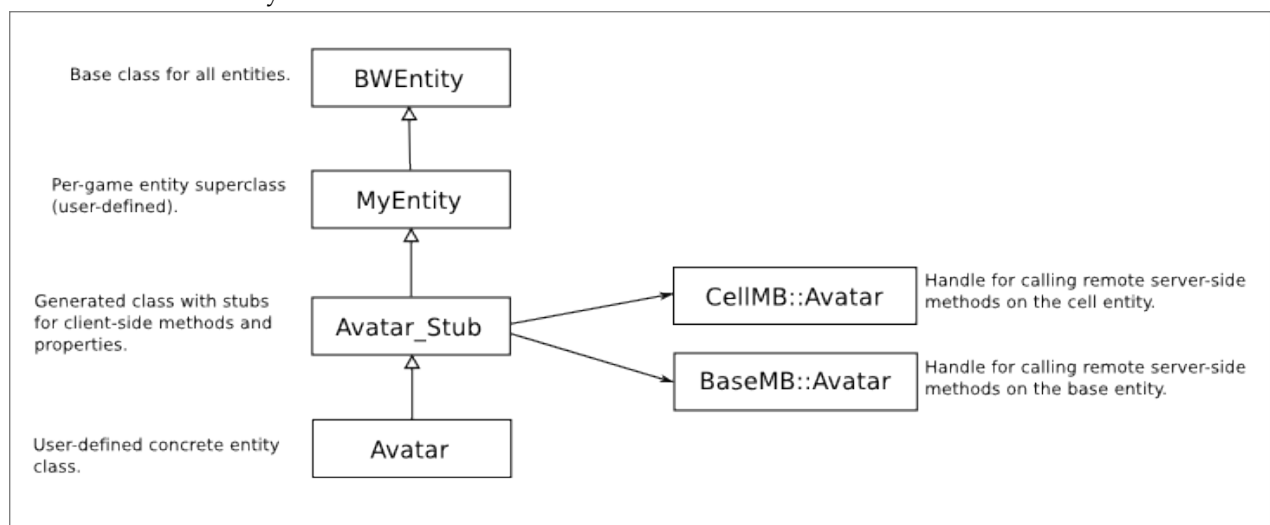 Base class for all entities.
BWEntity
Per-game entity superclass
(user-defined).
MyEntity
Generated class with stubs
for client-side methods and
properties.
Avatar_Stub
CellMB::Avatar
Handle for calling remote server-side
methods on the cell entity.
BaseMB::Avatar
Handle for calling remote server-side
methods on the base entity.
User-defined concrete entity
class.
Avatar